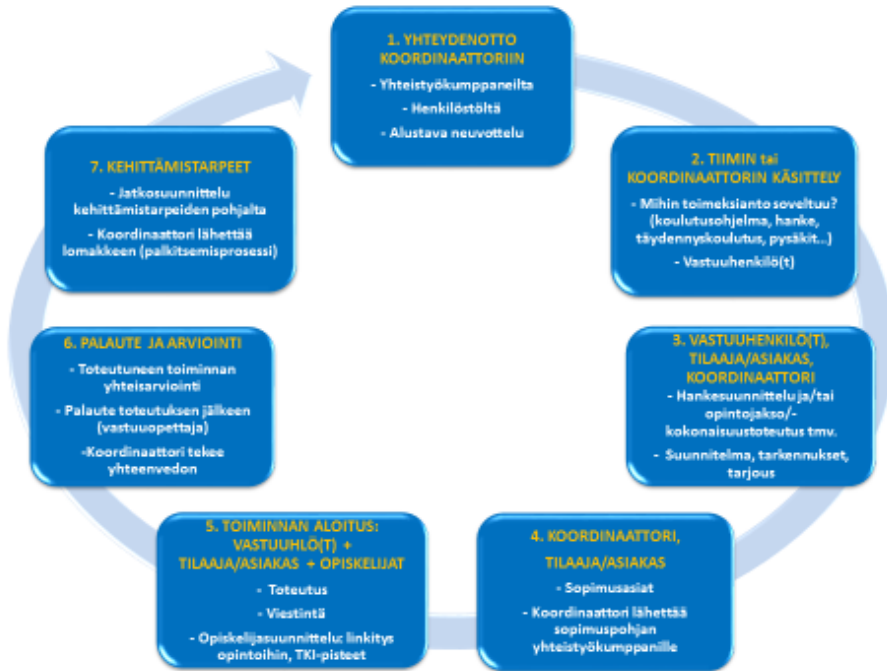 1. YHTEYDENOTTO
KOORDINAATTORIIN
- Yhteistyökumppaneilta
- Henkilöstöltä
- Alustava neuvottelu
2. TIIMIN tai
KOORDINAATTORIN KÄSITTELY
- Mihin toimeksianto soveltuu?
(koulutusohjelma, hanke,
täydennyskoulutus, pysäkit...)
- Vastuuhenkilö(t)
3. VASTUUHENKILÖ(T),
TILAAJA/ASIAKAS,
KOORDINAATTORI
- Hankesuunnittelu ja/tai
opintojakso/-
kokonaisuustoteutus tmv.
- Suunnitelma, tarkennukset,
tarjous
4. KOORDINAATTORI,
TILAAJA/ASIAKAS
- Sopimusasiat
- Koordinaattori lähettää
sopimuspohjan
yhteistyökumppanille
5. TOIMINNAN ALOITUS:
VASTUUHLÖ(T) +
TILAAJA/ASIAKAS + OPISKELIJAT
- Toteutus
- Viestintä
- Opiskelijasuunnittelu: linkitys
opintoihin, TKI-pisteet
6. PALAUTE JA ARVIOINTI
- Toteutuneen toiminnan
yhteisarviointi
- Palaute toteutuksen jälkeen
(vastuuopettaja)
-Koordinaattori tekee
yhteenvedon
7. KEHITTÄMISTARPEET
- Jatkosuunnittelu
kehittämistarpeiden pohjalta
- Koordinaattori lähettää
lomakkeen (palkitsemisprosessi)